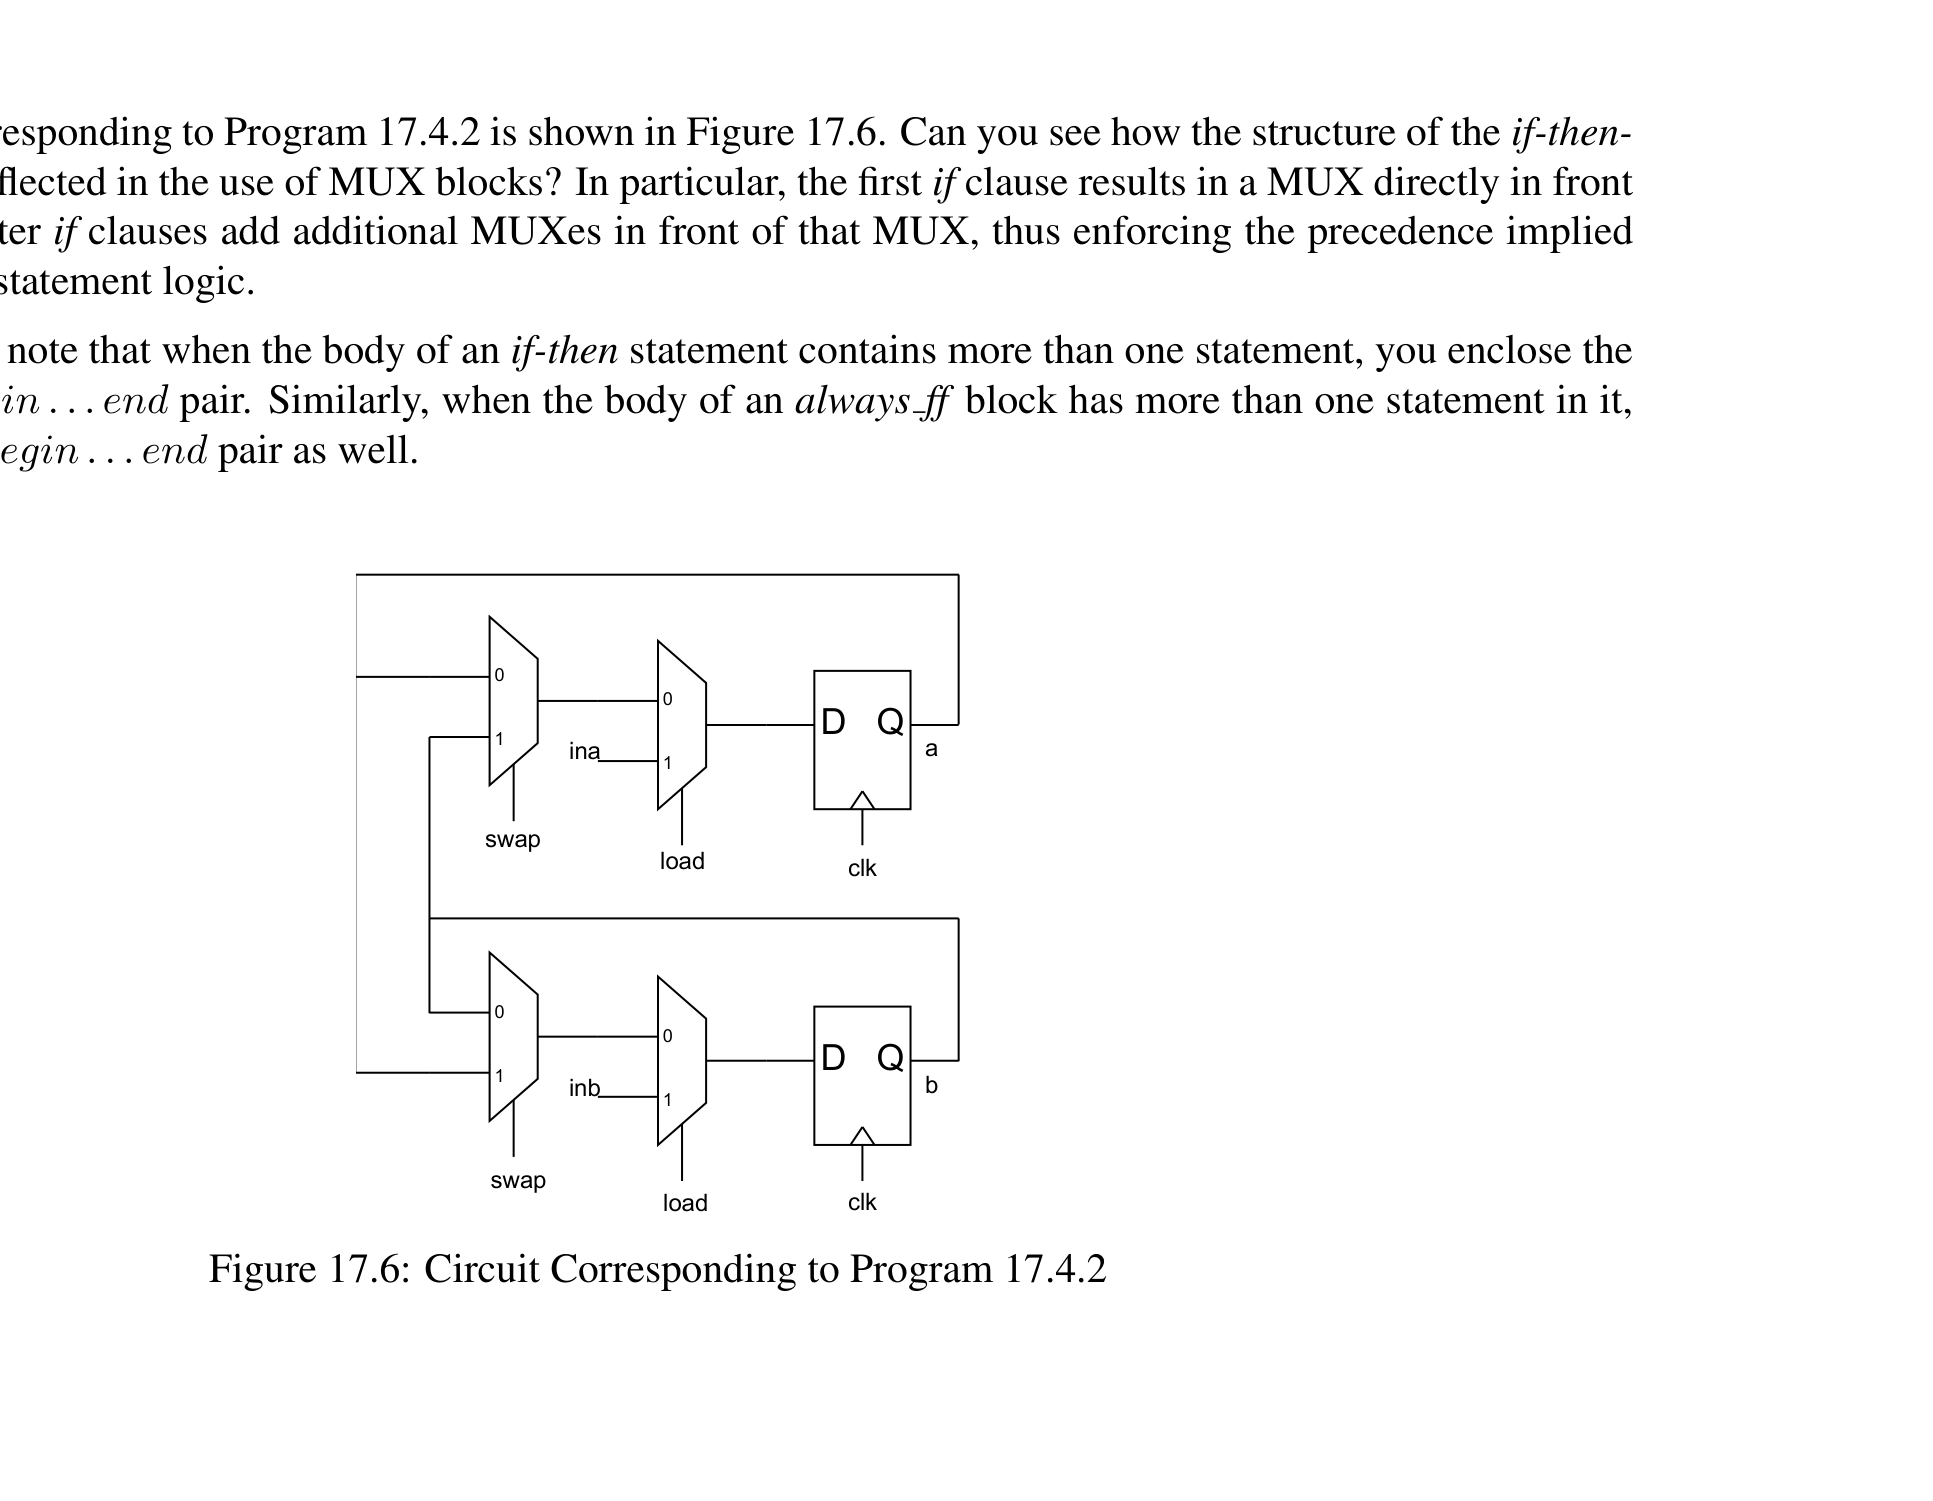 responding to Program 17.4.2 is shown in Figure 17.6. Can you see how the structure of the if-then-
flected in the use of MUX blocks? In particular, the first if clause results in a MUX directly in front
ter if clauses add additional MUXes in front of that MUX, thus enforcing the precedence implied
statement logic.
note that when the body of an if-then statement contains more than one statement, you enclose the
in ... end pair. Similarly, when the body of an always_ff block has more than one statement in it,
egin ... end pair as well.
0
1
swap
0
ina
1
load
D Q
a
clk
0
1
swap
0
inb
1
load
D Q
b
clk
Figure 17.6: Circuit Corresponding to Program 17.4.2